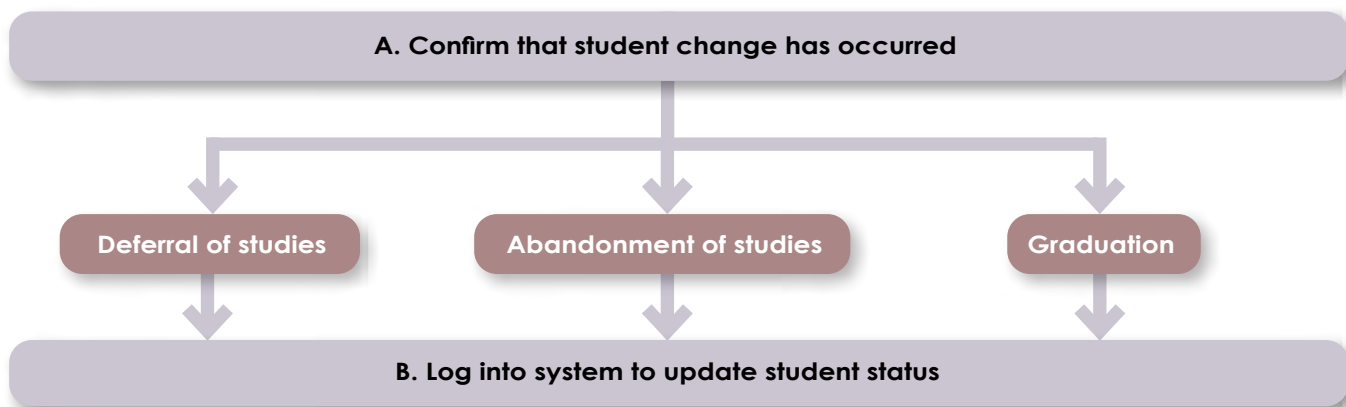 A. Confirm that student change has occurred
Deferral of studies
Abandonment of studies
Graduation
B. Log into system to update student status